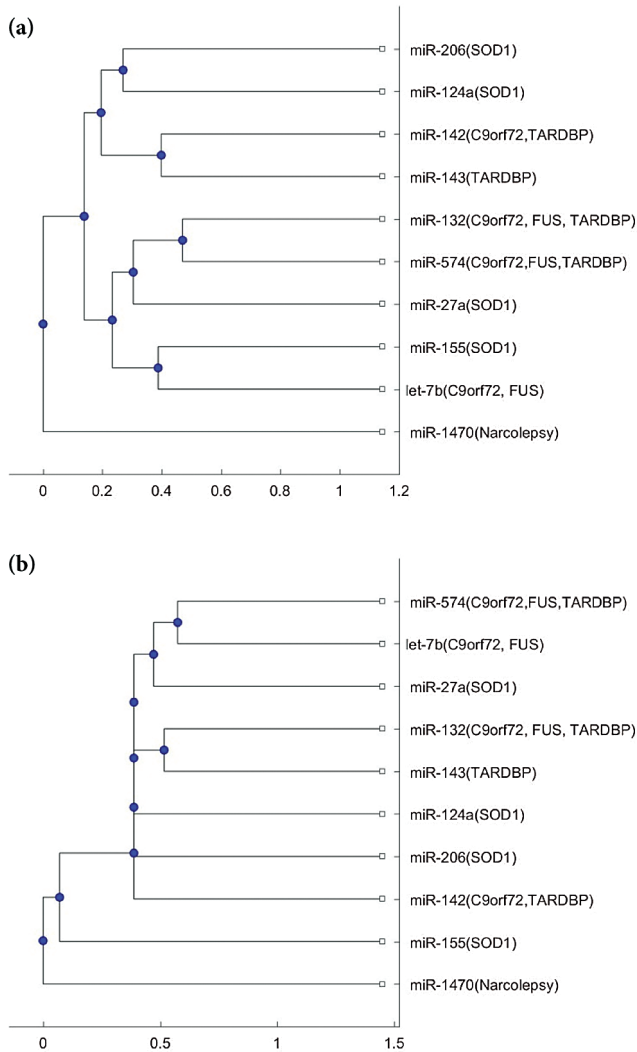 (a)
miR-206(SOD1)
miR-124a(SOD1)
miR-142(C9orf72,TARDBP)
miR-143(TARDBP)
miR-132(C9orf72, FUS, TARDBP)
miR-574(C9orf72,FUS,TARDBP)
miR-27a(SOD1)
miR-155(SOD1)
let-7b(C9orf72, FUS)
miR-1470(Narcolepsy)
0 0.2 0.4 0.6 0.8 1 1.2
(b)
miR-574(C9orf72,FUS,TARDBP)
let-7b(C9orf72, FUS)
miR-27a(SOD1)
miR-132(C9orf72, FUS, TARDBP)
miR-143(TARDBP)
miR-124a(SOD1)
miR-206(SOD1)
miR-142(C9orf72,TARDBP)
miR-155(SOD1)
miR-1470(Narcolepsy)
0 0.5 1 1.5